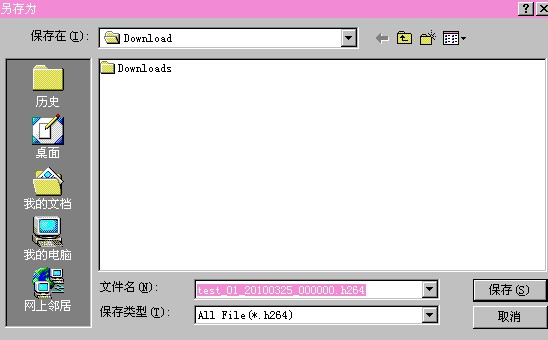 另存为
保存在(I):
Download
Downloads
历史
桌面
我的文档
我的电脑
网上邻居
文件名(N):
test_01_20100325_000000.h264
保存(S)
保存类型(T):
All File(*.h264)
取消